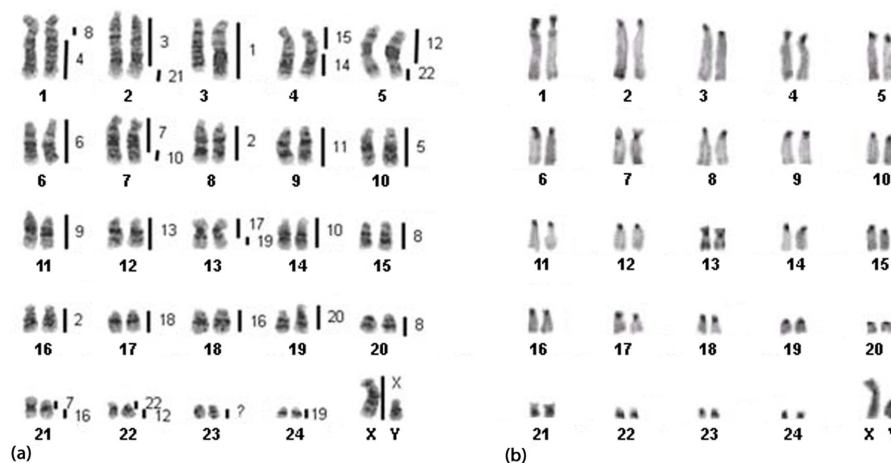 8 4 3 21 1 15 14 12 22
1 2 3 4 5 1 2 3 4 5
6 7 10 2 11 5
6 7 8 9 10 6 7 8 9 10
9 13 17 19 10 8
11 12 13 14 15 11 12 13 14 15
2 18 16 20 8
16 17 18 19 20 16 17 18 19 20
7 16 22 12 ? 19 X
21 22 23 24 X Y 21 22 23 24 X
(a) (b)